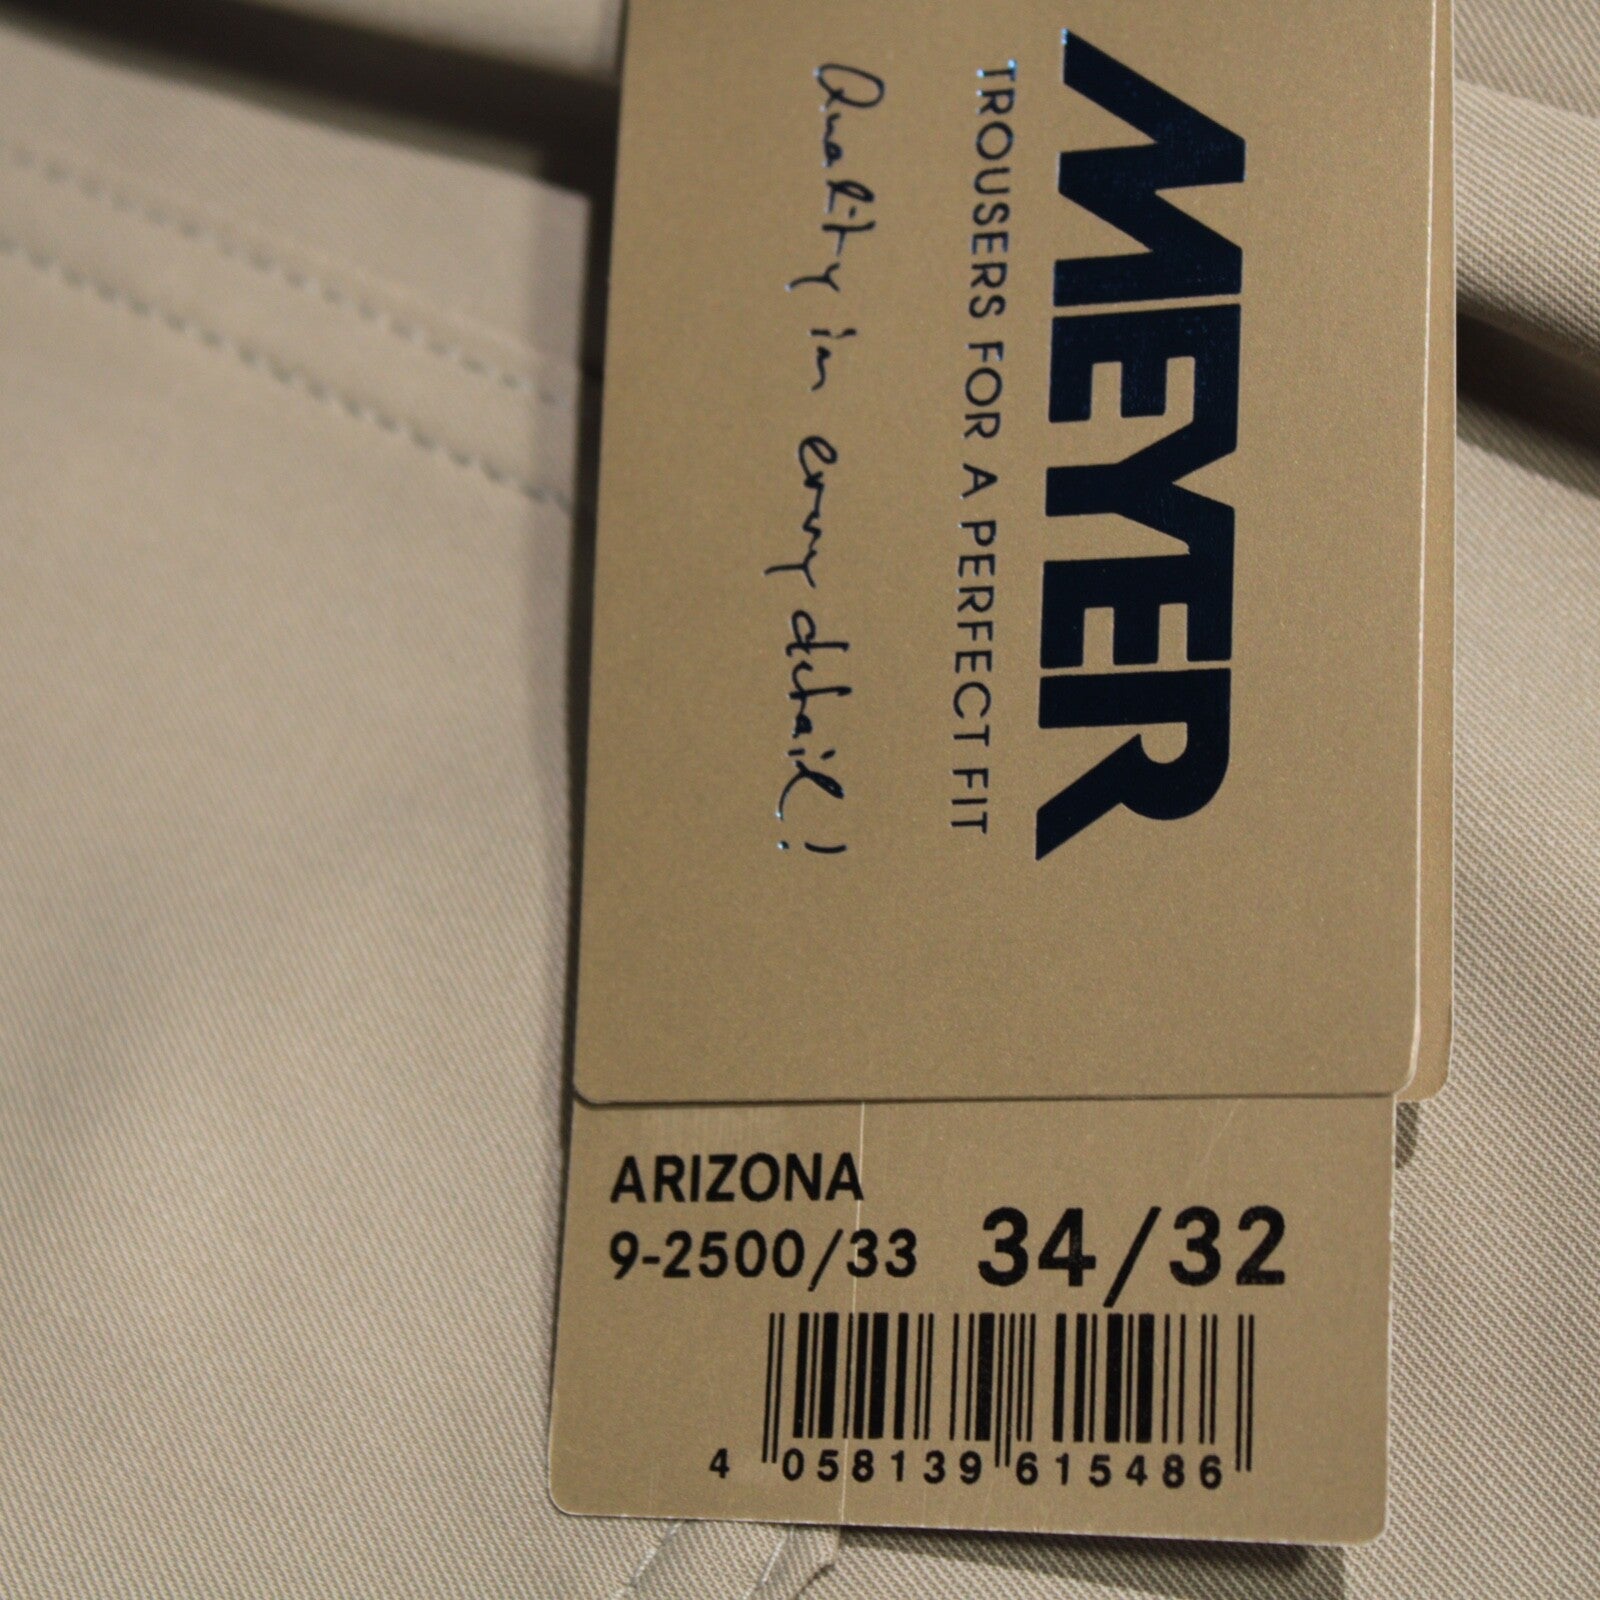 MEYER
TROUSERS FOR A PERFECT FIT
Quality in every detail!
ARIZONA
9-2500/33 34/32
4 058139 615486